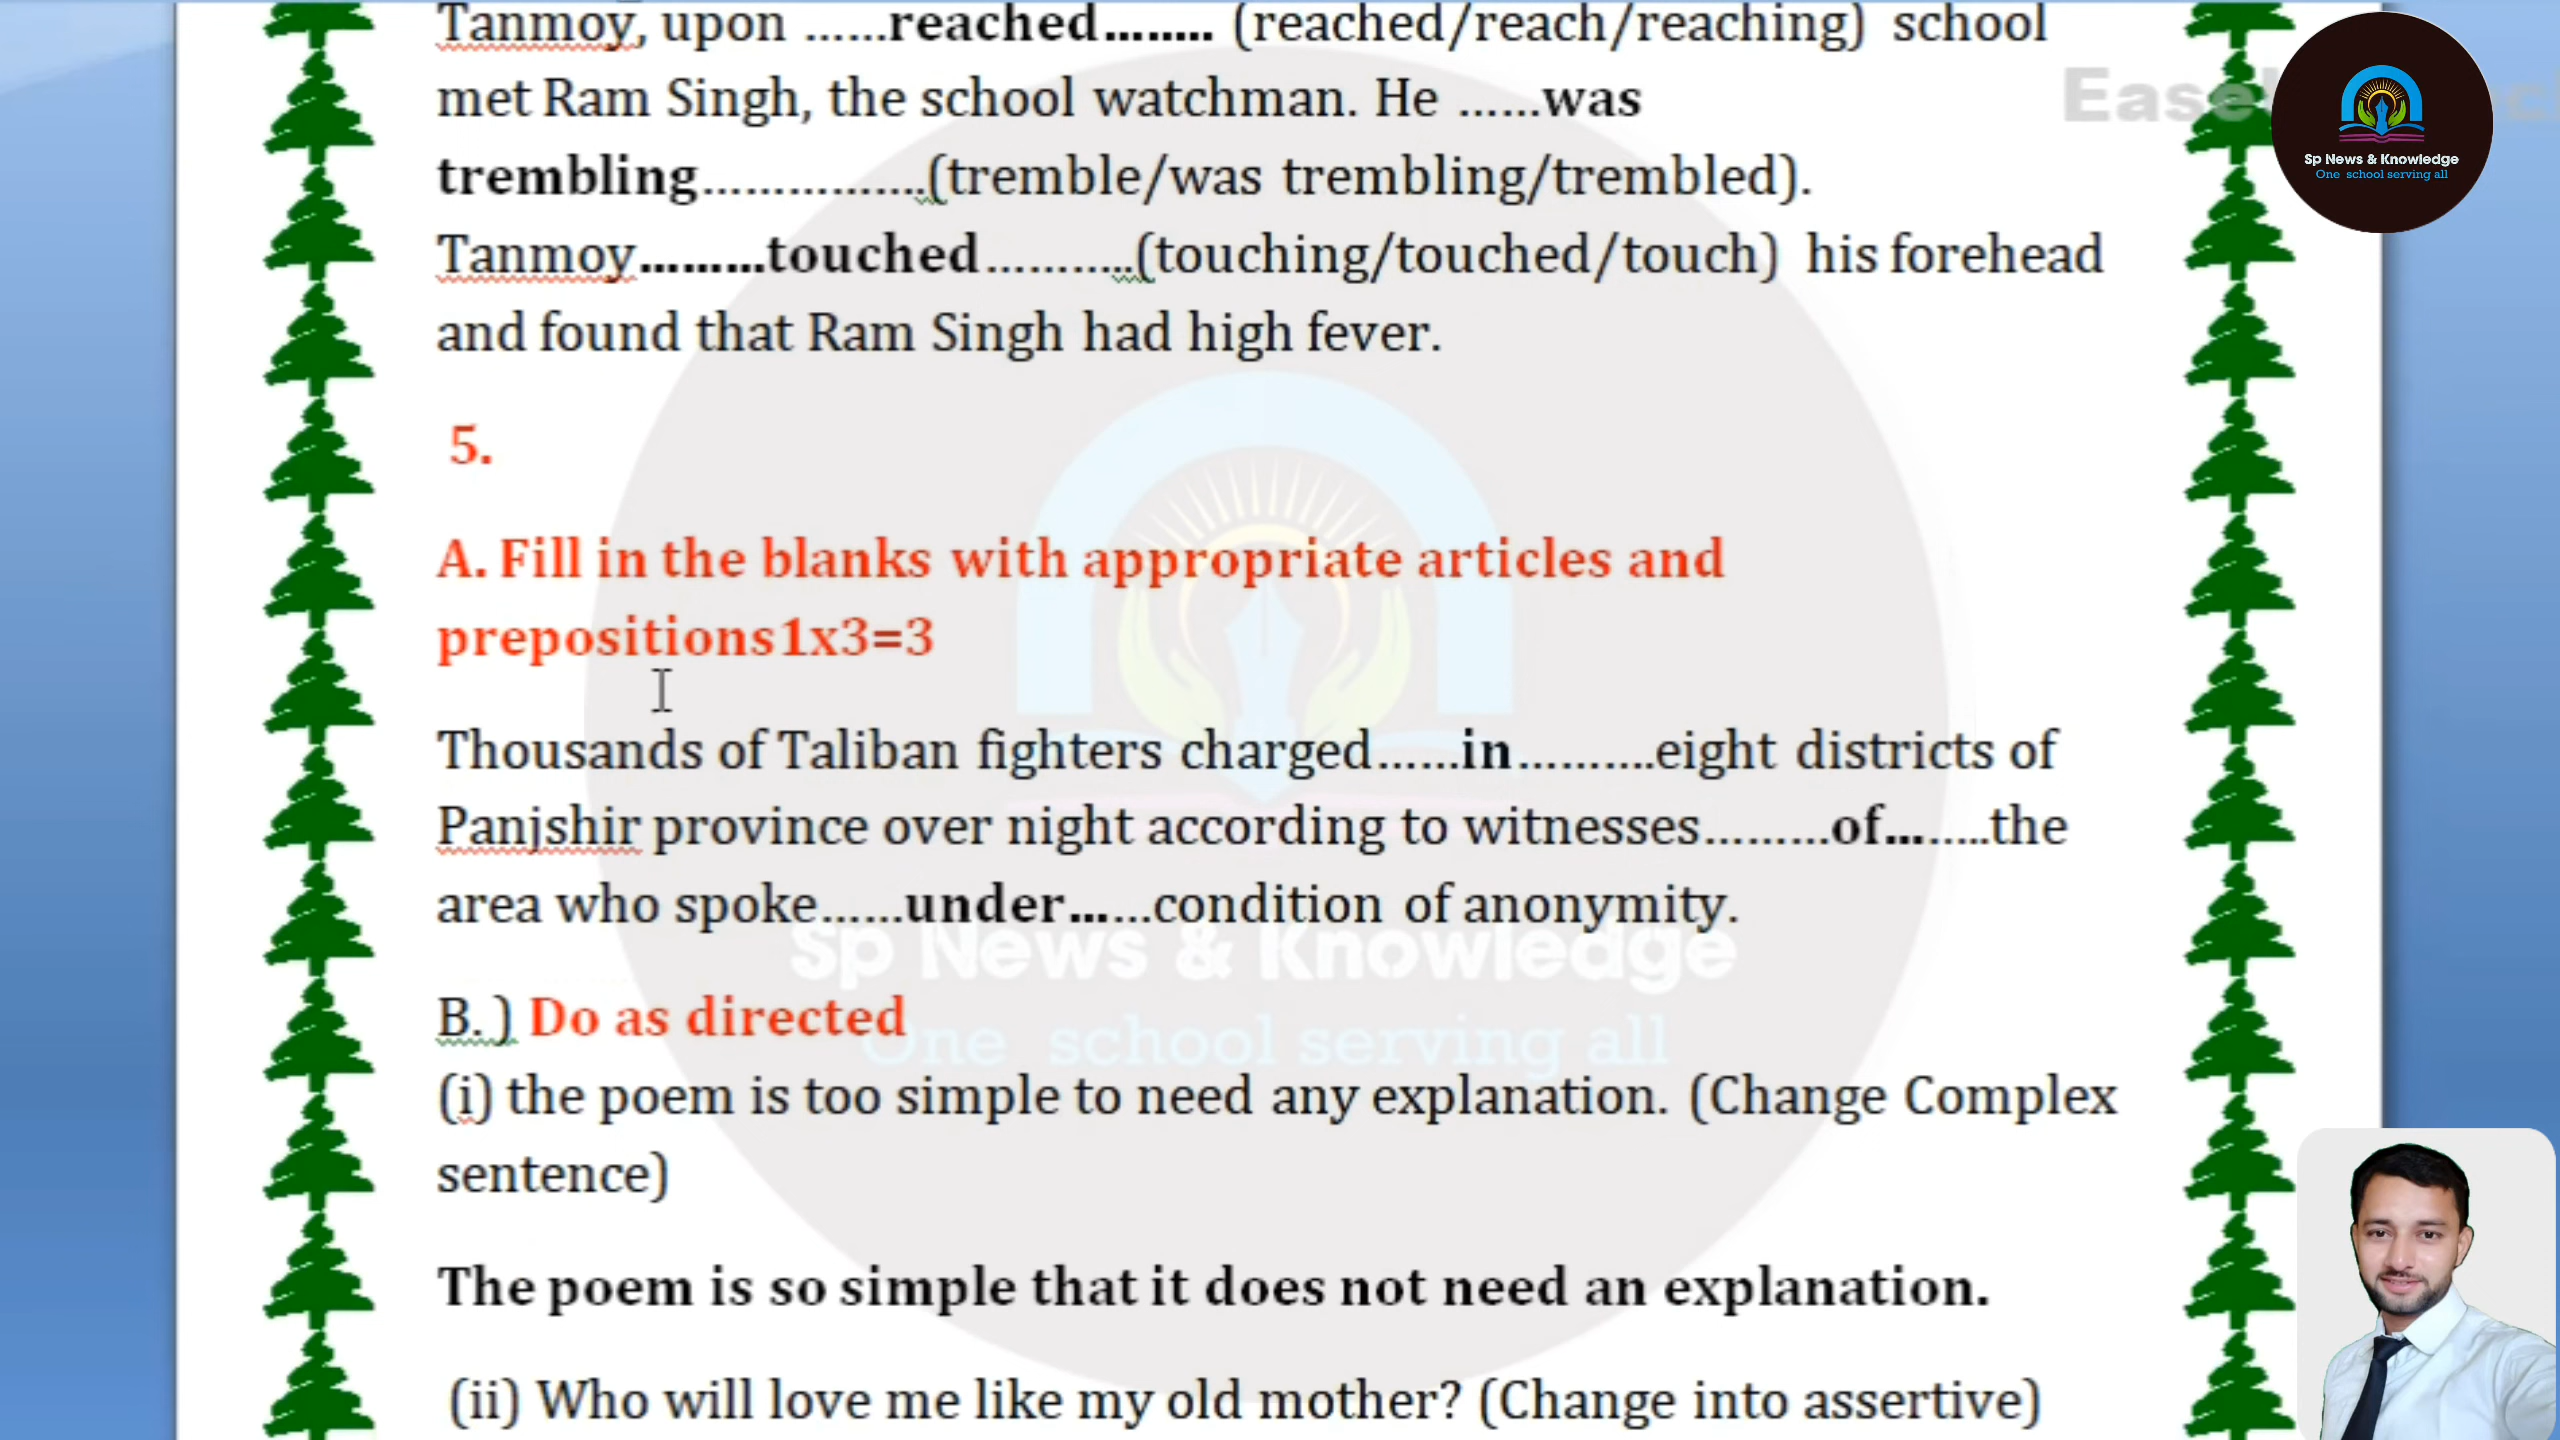 Tanmoy, upon ……reached…..... (reached/reach/reaching) school
met Ram Singh, the school watchman. He ……was
trembling…………….(tremble/was trembling/trembled).
Tanmoy………touched………..(touching/touched/touch) his forehead
and found that Ram Singh had high fever.
5.
A. Fill in the blanks with appropriate articles and
prepositions1x3=3
Thousands of Taliban fighters charged……in……….eight districts of
Panjshir province over night according to witnesses………of……..the
area who spoke……under……condition of anonymity.
B. ) Do as directed
(i) the poem is too simple to need any explanation. (Change Complex
sentence)
The poem is so simple that it does not need an explanation.
(ii) Who will love me like my old mother? (Change into assertive)
Sp News & Knowledge
One school serving all
Sp News & Knowledge
One school serving all